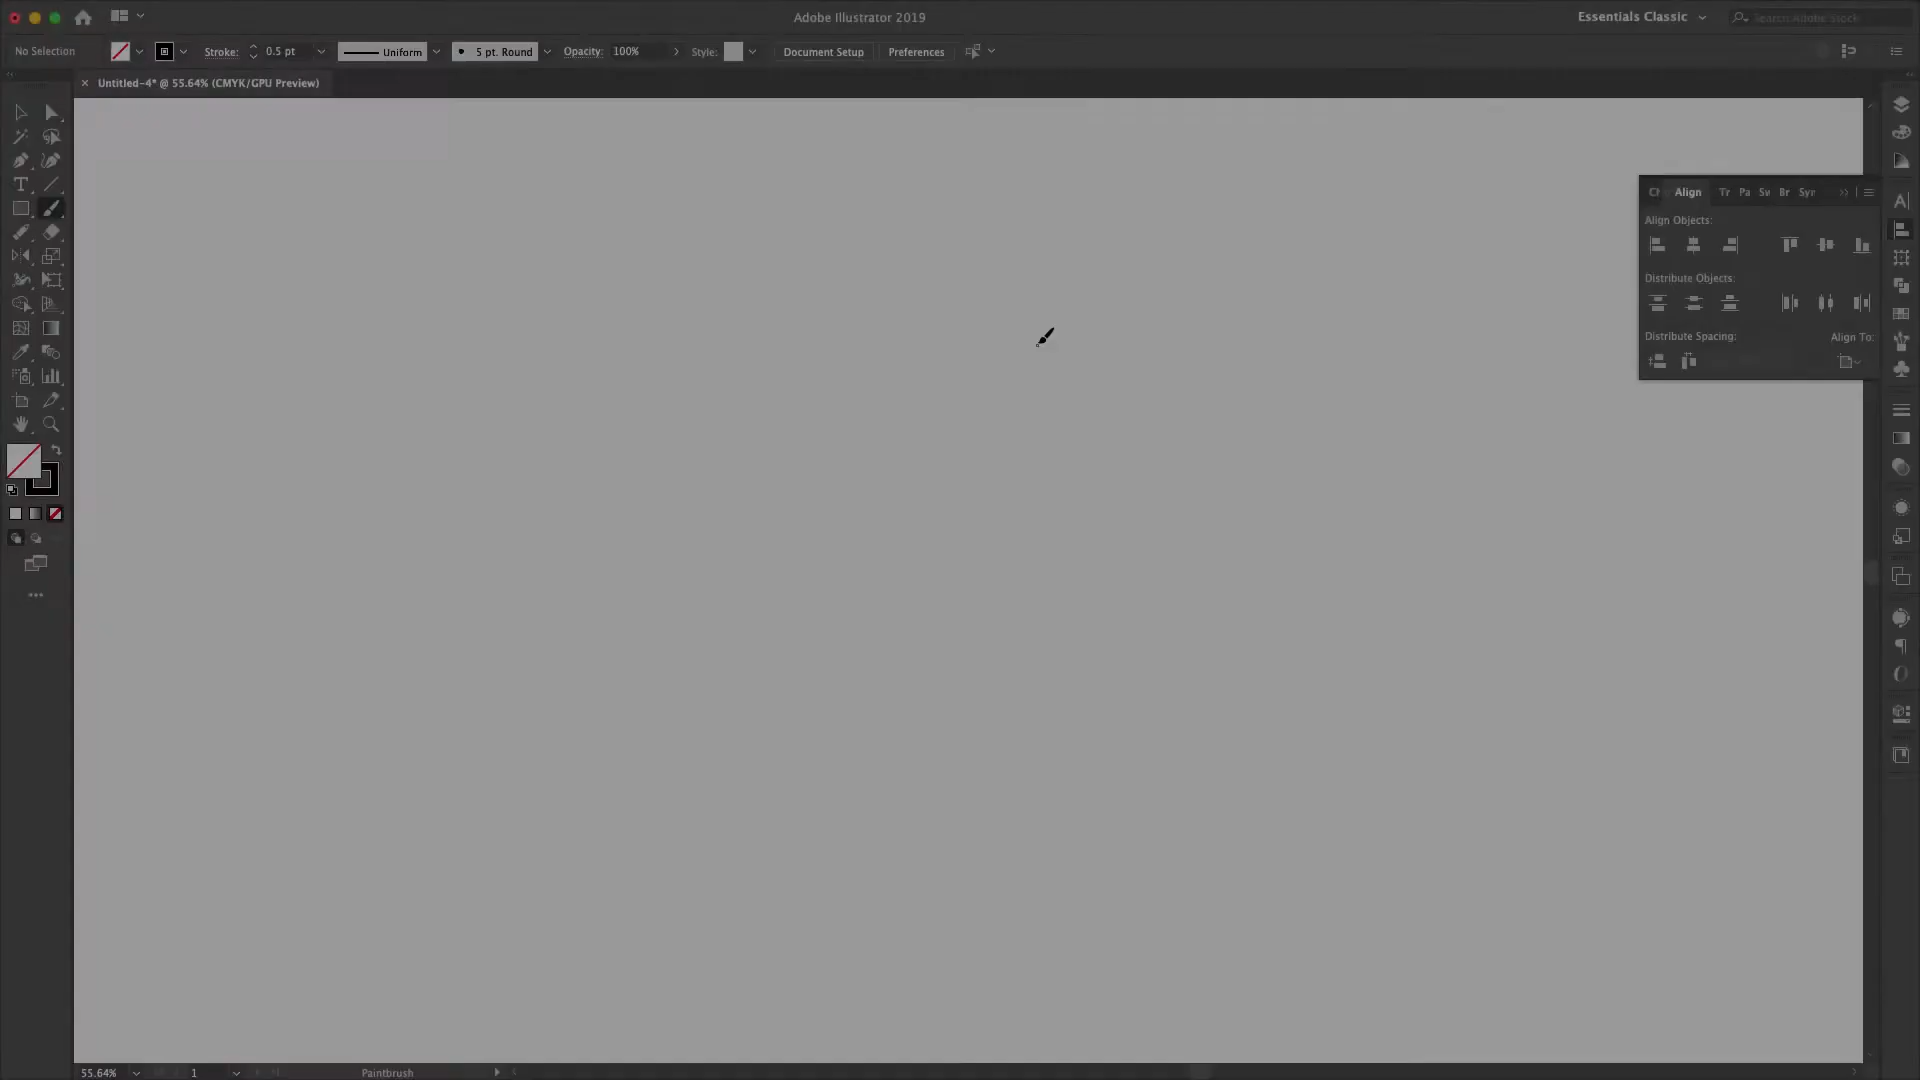 Adobe Illustrator 2019
Essentials Classic
Search Adobe Stock
No Selection
Stroke: 0.5 pt Uniform 5 pt. Round Opacity: 100% Style: Document Setup Preferences
Untitled-4* @ 55.64% (CMYK/GPU Preview)
Align Tr Pa Sw Br Syr
Align Objects:
Distribute Objects:
Distribute Spacing: Align To:
55.64% 1 Paintbrush